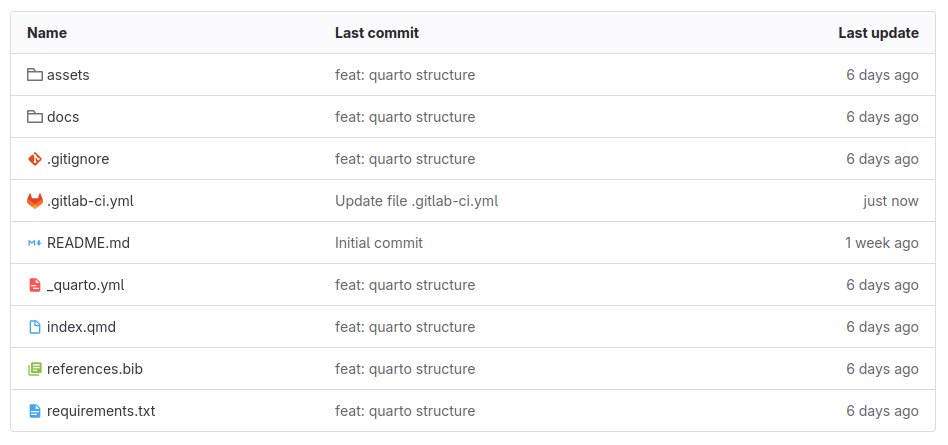 Name Last commit Last update
assets feat: quarto structure 6 days ago
docs feat: quarto structure 6 days ago
.gitignore feat: quarto structure 6 days ago
.gitlab-ci.yml Update file .gitlab-ci.yml just now
README.md Initial commit 1 week ago
_quarto.yml feat: quarto structure 6 days ago
index.qmd feat: quarto structure 6 days ago
references.bib feat: quarto structure 6 days ago
requirements.txt feat: quarto structure 6 days ago